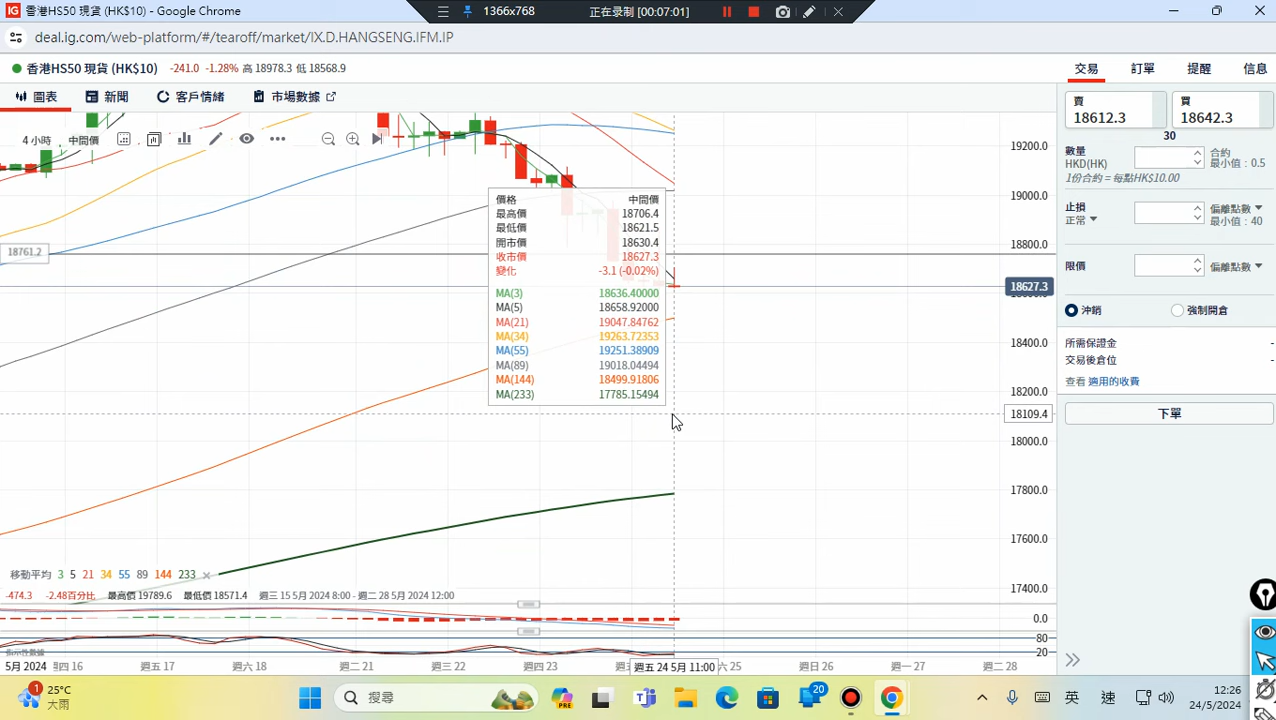 香港HS50 現貨 (HK$10) - Google Chrome
1366x768
正在录制 [00:07:01]
deal.ig.com/web-platform/#/tearoff/market/IX.D.HANGSENG.IFM.IP
香港HS50 現貨 (HK$10) -241.0 -1.28% 高 18978.3 低 18568.9
交易 訂單 提醒 信息
圖表 新聞 客戶情緒 市場數據
賣 18612.3
買 18642.3
30
4 小時 中間價
數量
HKD(HK)
合約
最小值 : 0.5
1份合約 = 每點HK$10.00
止損
正常
偏離點數
最小值 : 40
限價
偏離點數
沖銷 強制開倉
所需保證金 -
交易後倉位 -
查看 適用的收費
下單
價格 中間價
最高價 18706.4
最低價 18621.5
開市價 18630.4
收市價 18627.3
變化 -3.1 (-0.02%)
MA(3) 18636.40000
MA(5) 18658.92000
MA(21) 19047.84762
MA(34) 19263.72353
MA(55) 19251.38909
MA(89) 19018.04494
MA(144) 18499.91806
MA(233) 17785.15494
18761.2
19200.0
19000.0
18800.0
18627.3
18400.0
18200.0
18109.4
18000.0
17800.0
17600.0
17400.0
移動平均 3 5 21 34 55 89 144 233
-474.3 -2.48百分比 最高價 19789.6 最低價 18571.4 週三 15 5月 2024 8:00 - 週二 28 5月 2024 12:00
0.0
80
20
5月 2024 週四 16 週五 17 週六 18 週二 21 週三 22 週四 23 週五 24 5月 11:00 週六 25 週日 26 週一 27 週二 28
1
25°C
大雨
搜尋
PRE
20
英 速
12:26
24/5/2024